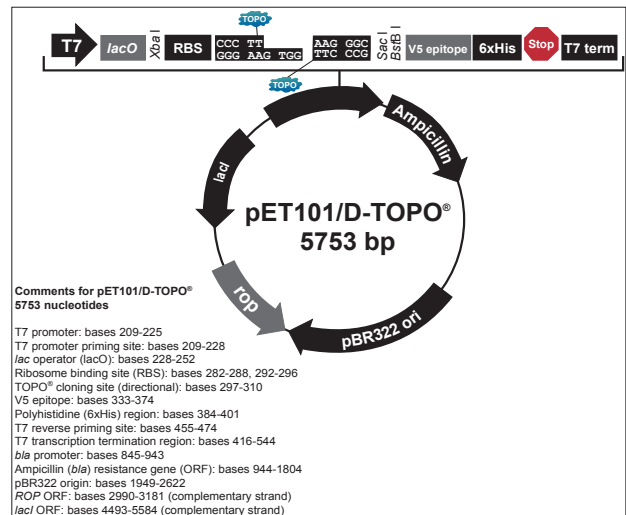 T7 lacO Xba I RBS CCC TT TOPO AAG GGC Sac I BstB I V5 epitope 6xHis Stop T7 term
GGG AAG TGG TOPO TTC CCG
Ampicillin
lacI
pET101/D-TOPO®
5753 bp
rop
pBR322 ori
Comments for pET101/D-TOPO®
5753 nucleotides
T7 promoter: bases 209-225
T7 promoter priming site: bases 209-228
lac operator (lacO): bases 228-252
Ribosome binding site (RBS): bases 282-288, 292-296
TOPO® cloning site (directional): bases 297-310
V5 epitope: bases 333-374
Polyhistidine (6xHis) region: bases 384-401
T7 reverse priming site: bases 455-474
T7 transcription termination region: bases 416-544
bla promoter: bases 845-943
Ampicillin (bla) resistance gene (ORF): bases 944-1804
pBR322 origin: bases 1949-2622
ROP ORF: bases 2990-3181 (complementary strand)
lacI ORF: bases 4493-5584 (complementary strand)